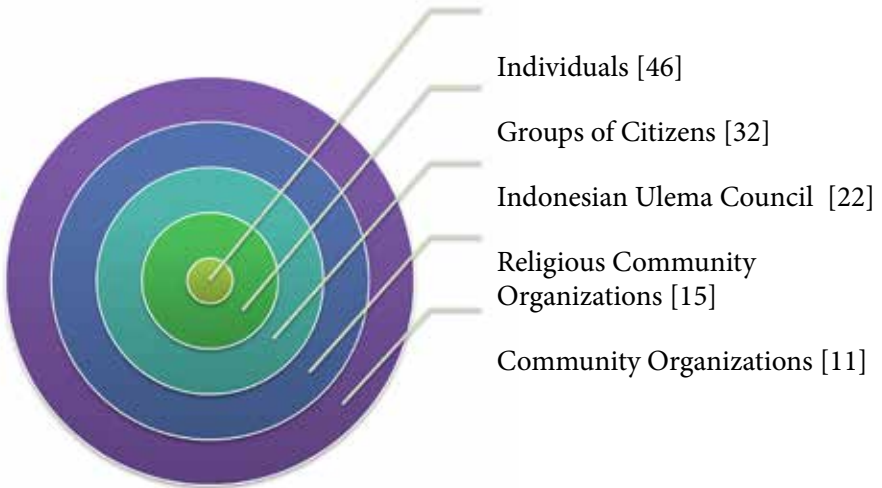 Individuals [46]
Groups of Citizens [32]
Indonesian Ulema Council [22]
Religious Community
Organizations [15]
Community Organizations [11]